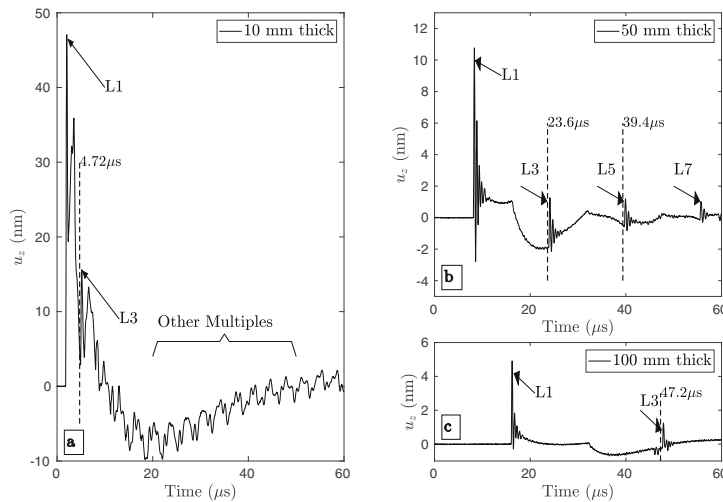 50
40
30
20
10
0
-10
u_z (nm)
10 mm thick
L1
4.72μs
L3
Other Multiples
a
0 20 40 60
Time (μs)
12
10
8
6
4
2
0
-2
-4
u_z (nm)
50 mm thick
L1
23.6μs 39.4μs
L3 L5 L7
b
0 20 40 60
Time (μs)
6
4
2
0
u_z (nm)
100 mm thick
L1
L3 47.2μs
c
0 20 40 60
Time (μs)